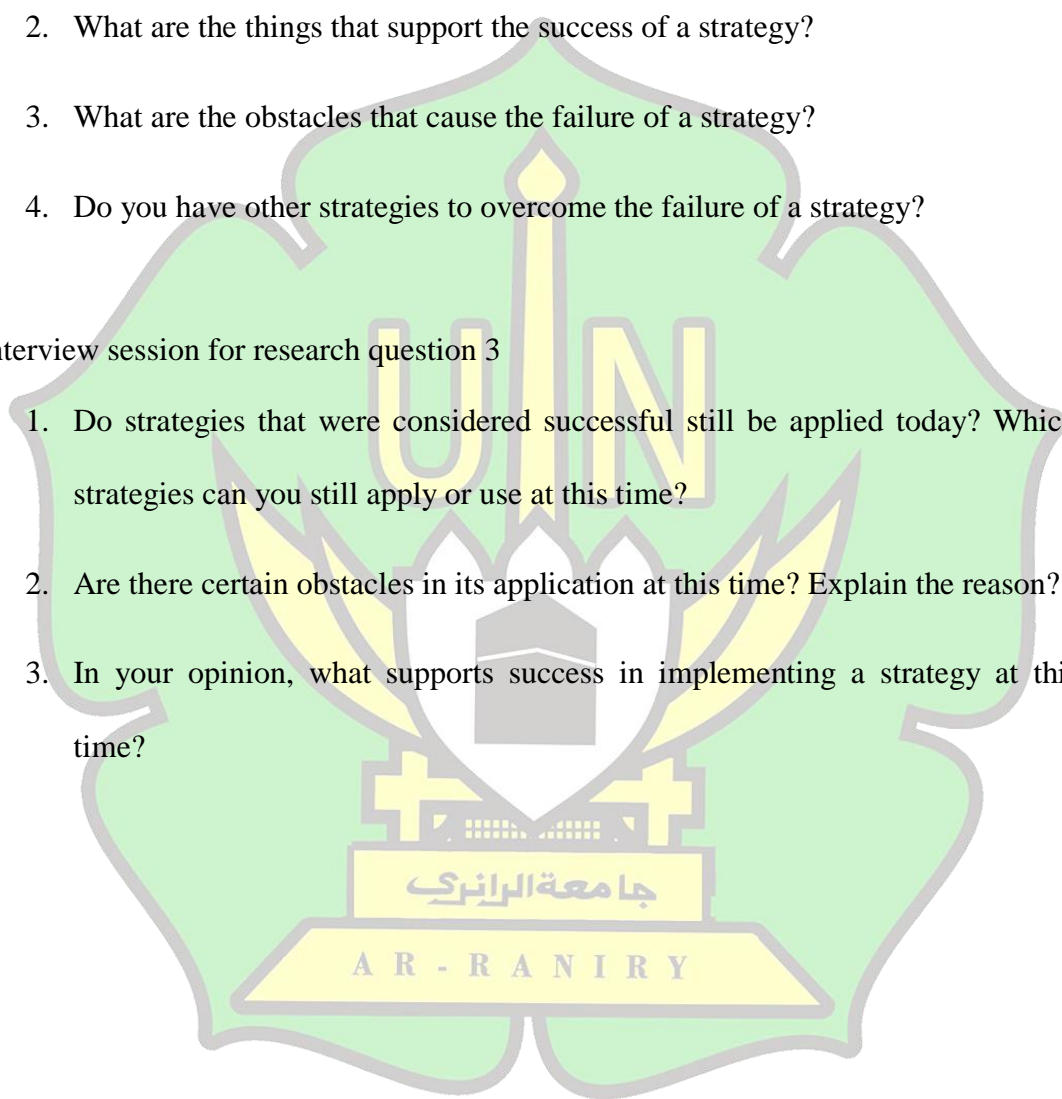 2. What are the things that support the success of a strategy?
3. What are the obstacles that cause the failure of a strategy?
4. Do you have other strategies to overcome the failure of a strategy?
nterview session for research question 3
1. Do strategies that were considered successful still be applied today? Whic
strategies can you still apply or use at this time?
2. Are there certain obstacles in its application at this time? Explain the reason?
3. In your opinion, what supports success in implementing a strategy at thi
time?
UIN
جامعةالرانري
AR-RANIRY